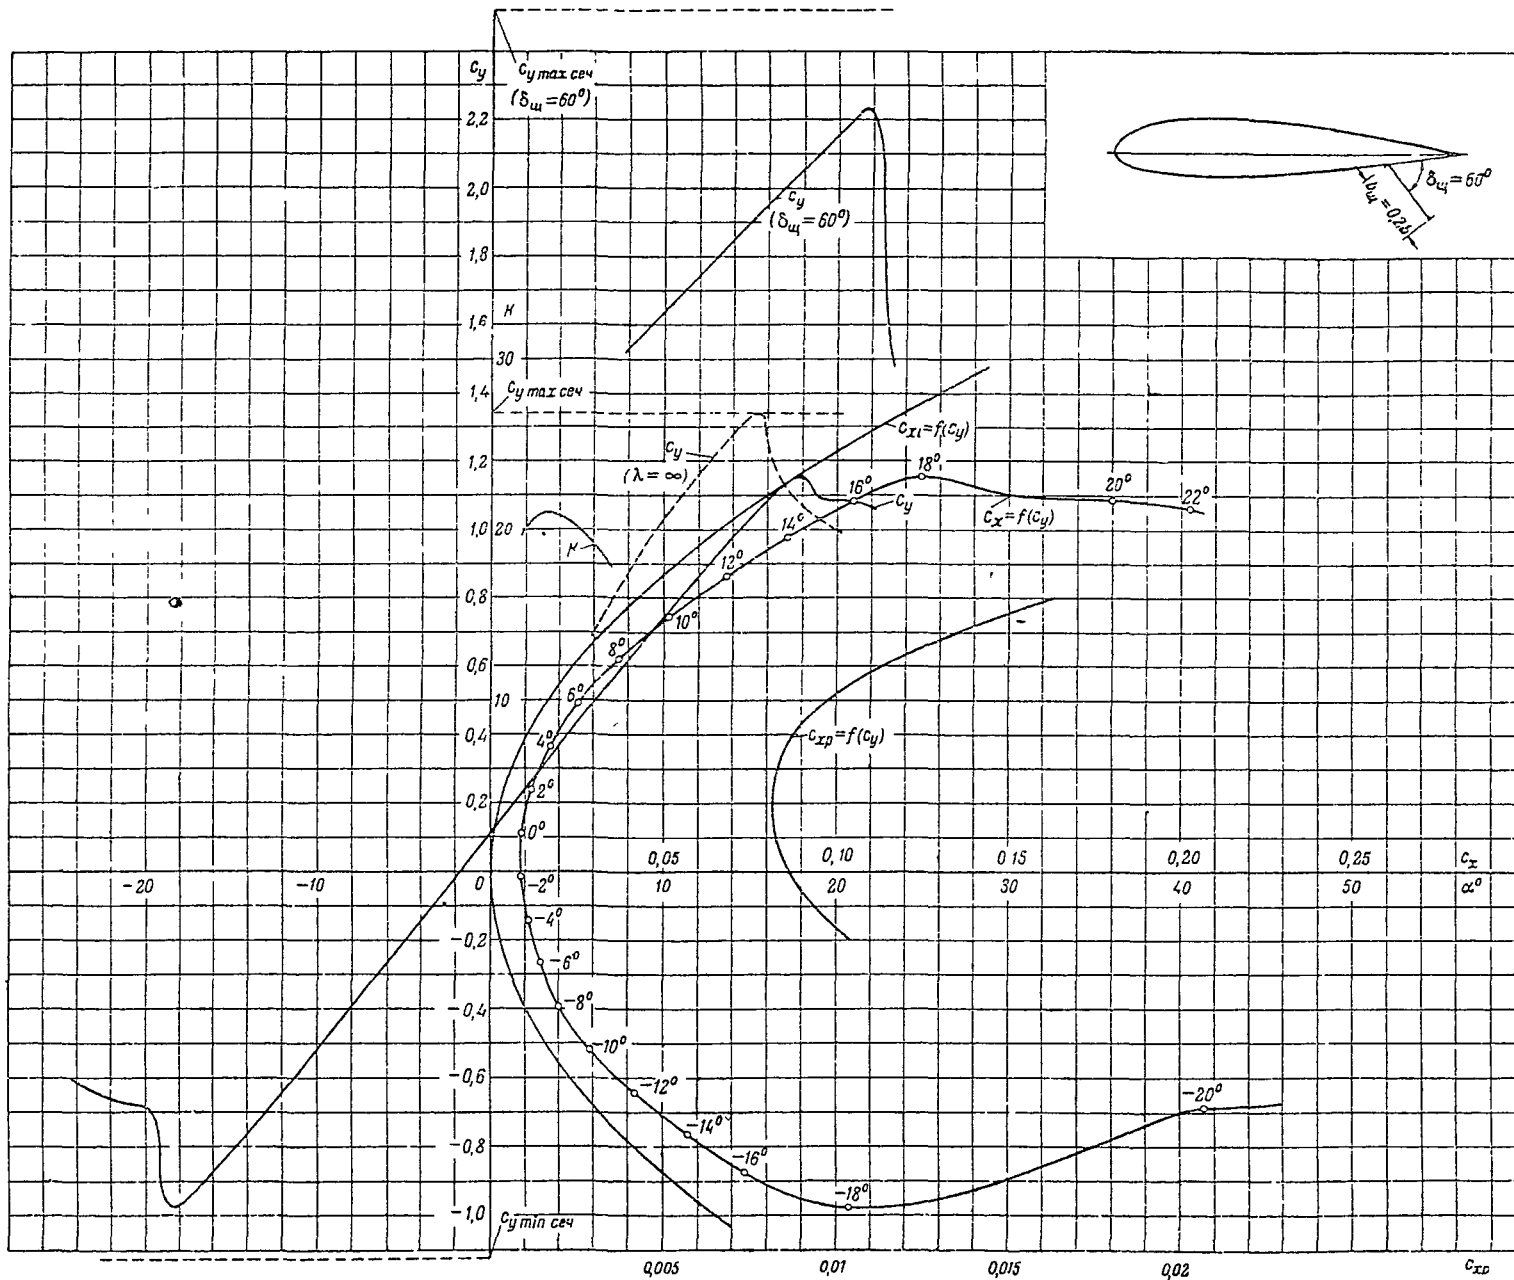 c_y
c_y max сеч
(δ_щ = 60°)
2,2
2,0
1,8
1,6
К
30
1,4
c_y max сеч
1,2
1,0
20
0,8
0,6
10
0,4
0,2
0
-0,2
-0,4
-0,6
-0,8
-1,0
c_y min сеч
c_y
(δ_щ = 60°)
δ_щ = 60°
b_щ = 0,2b
c_xi = f(c_y)
c_y
(λ = ∞)
К
c_y
c_x = f(c_y)
22°
20°
18°
16°
14°
12°
10°
8°
6°
4°
2°
0°
-2°
-4°
-6°
-8°
-10°
-12°
-14°
-16°
-18°
-20°
c_xp = f(c_y)
0,05
0,10
0,15
0,20
0,25
c_x
-20
-10
10
20
30
40
50
α°
0,005
0,01
0,015
0,02
c_xp